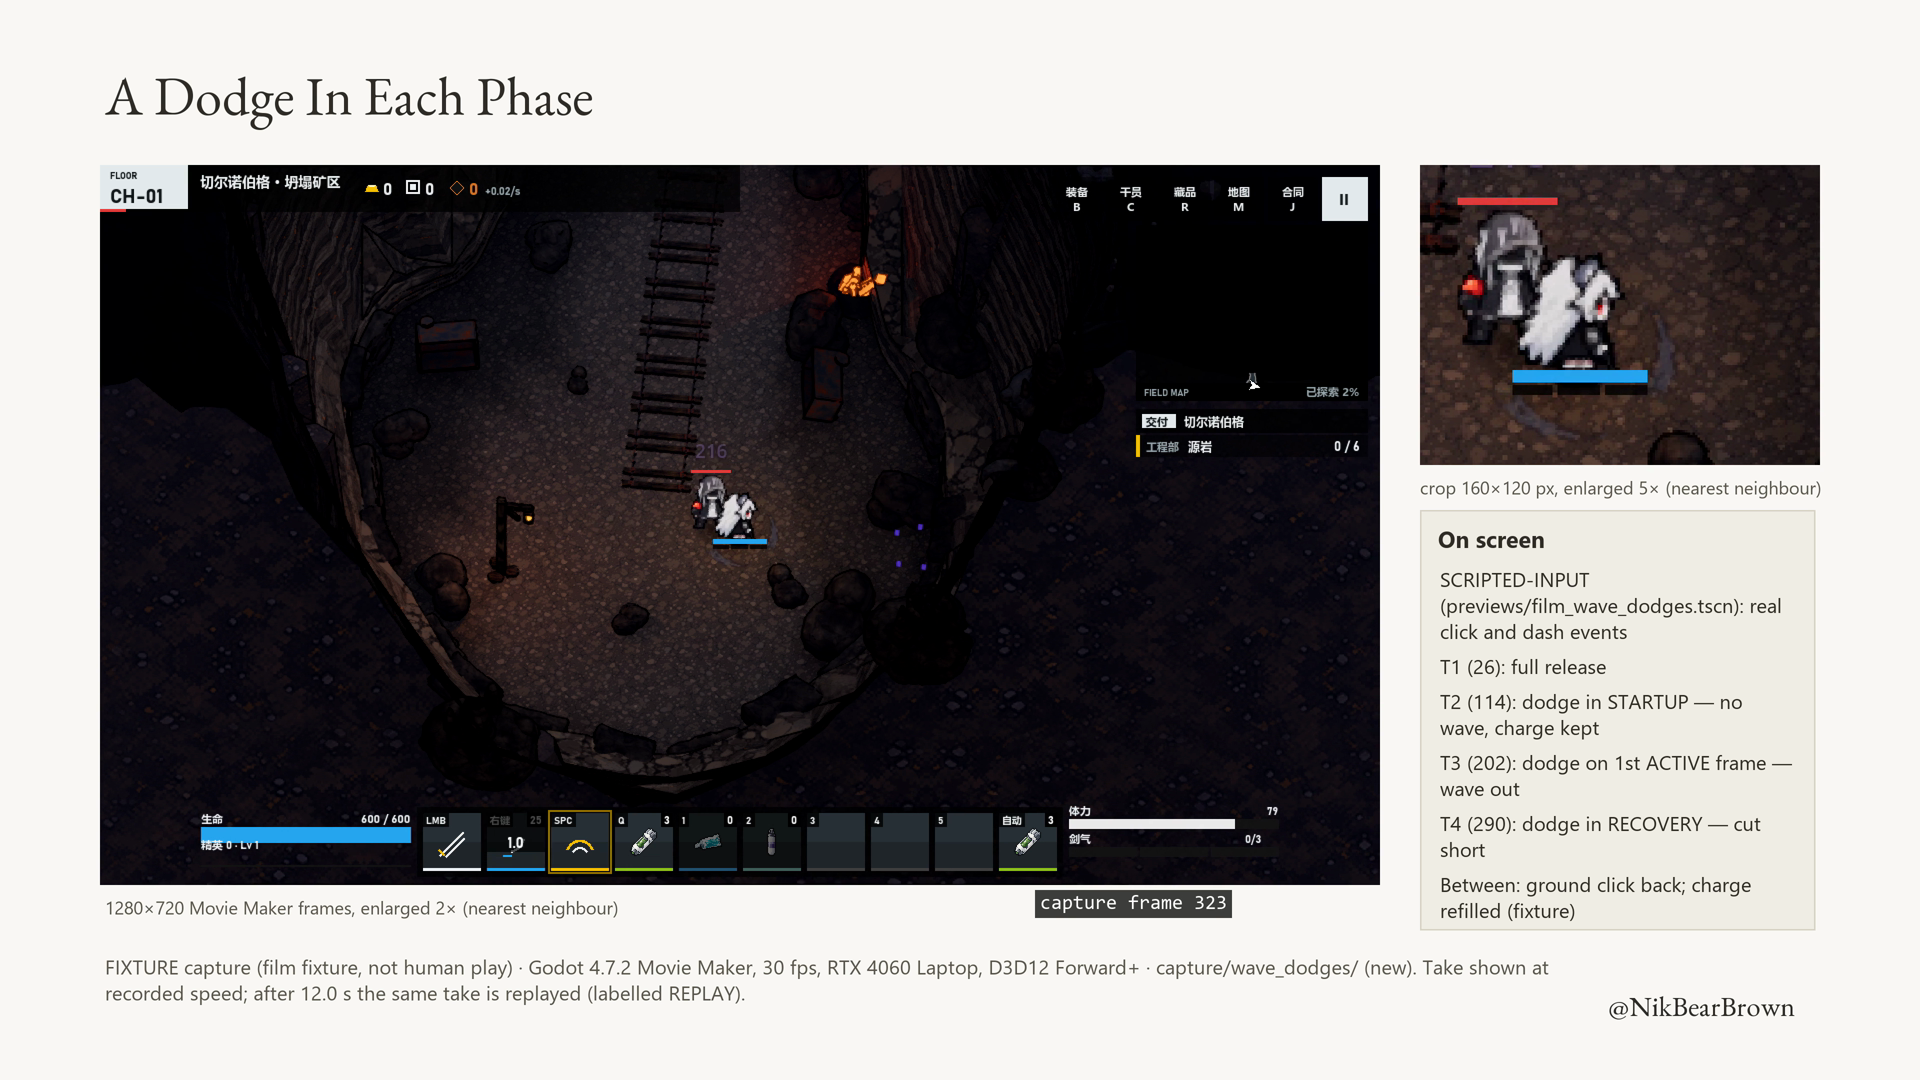 A Dodge In Each Phase
FLOOR
CH-01
切尔诺伯格·坍塌矿区
0
0
0 +0.02/s
装备
B
干员
C
藏品
R
地图
M
合同
J
FIELD MAP
已探索 2%
交付 切尔诺伯格
工程部 源岩 0 / 6
216
生命 600 / 600
精英 0 · LV 1
LMB
右键 25
1.0
SPC
Q 3
1 0
2 0
3
4
5
自动 3
体力 79
剑气 0/3
1280×720 Movie Maker frames, enlarged 2× (nearest neighbour)
capture frame 323
crop 160×120 px, enlarged 5× (nearest neighbour)
On screen
SCRIPTED-INPUT
(previews/film_wave_dodges.tscn): real
click and dash events
T1 (26): full release
T2 (114): dodge in STARTUP — no
wave, charge kept
T3 (202): dodge on 1st ACTIVE frame —
wave out
T4 (290): dodge in RECOVERY — cut
short
Between: ground click back; charge
refilled (fixture)
FIXTURE capture (film fixture, not human play) · Godot 4.7.2 Movie Maker, 30 fps, RTX 4060 Laptop, D3D12 Forward+ · capture/wave_dodges/ (new). Take shown at
recorded speed; after 12.0 s the same take is replayed (labelled REPLAY).
@NikBearBrown